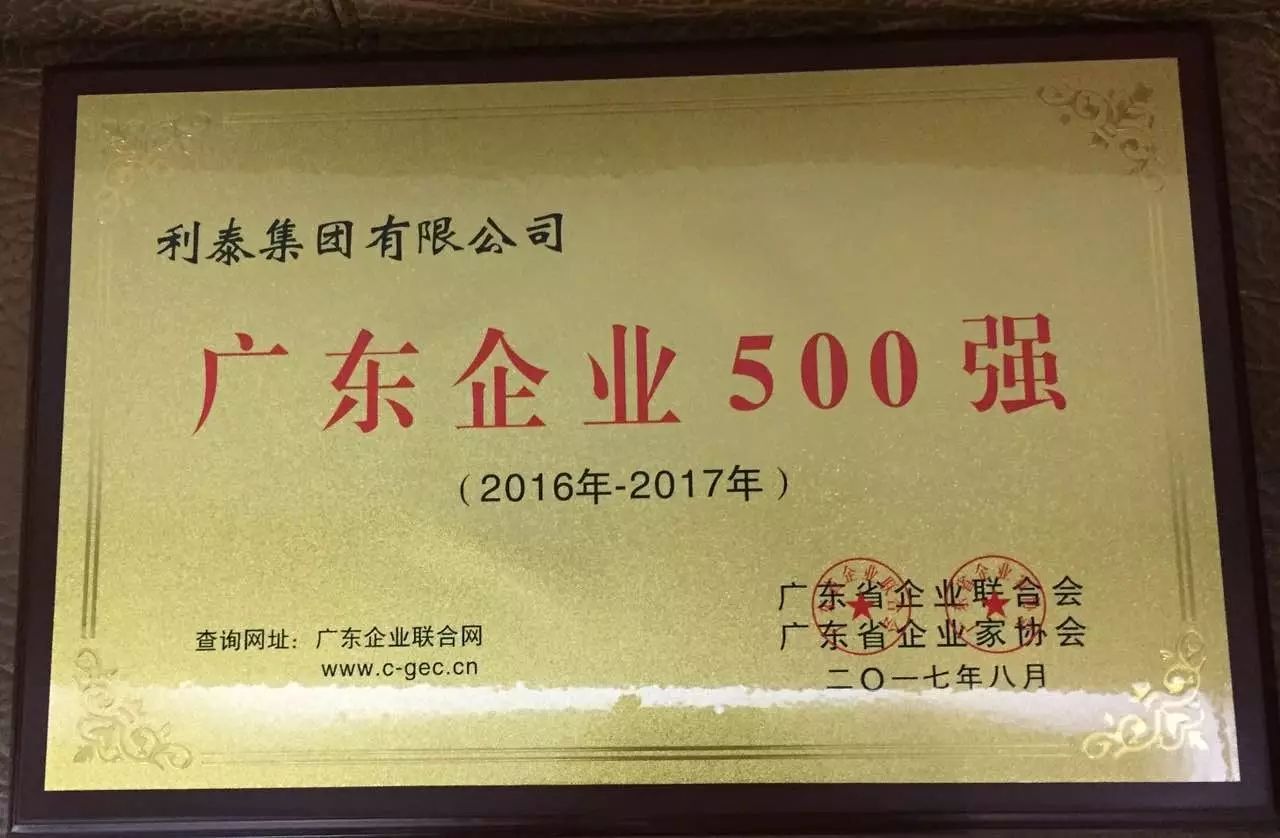 利泰集团有限公司
广东企业500强
（2016年-2017年）
广东省企业联合会
广东省企业家协会
二〇一七年八月
查询网址：广东企业联合网
www.c-gec.cn